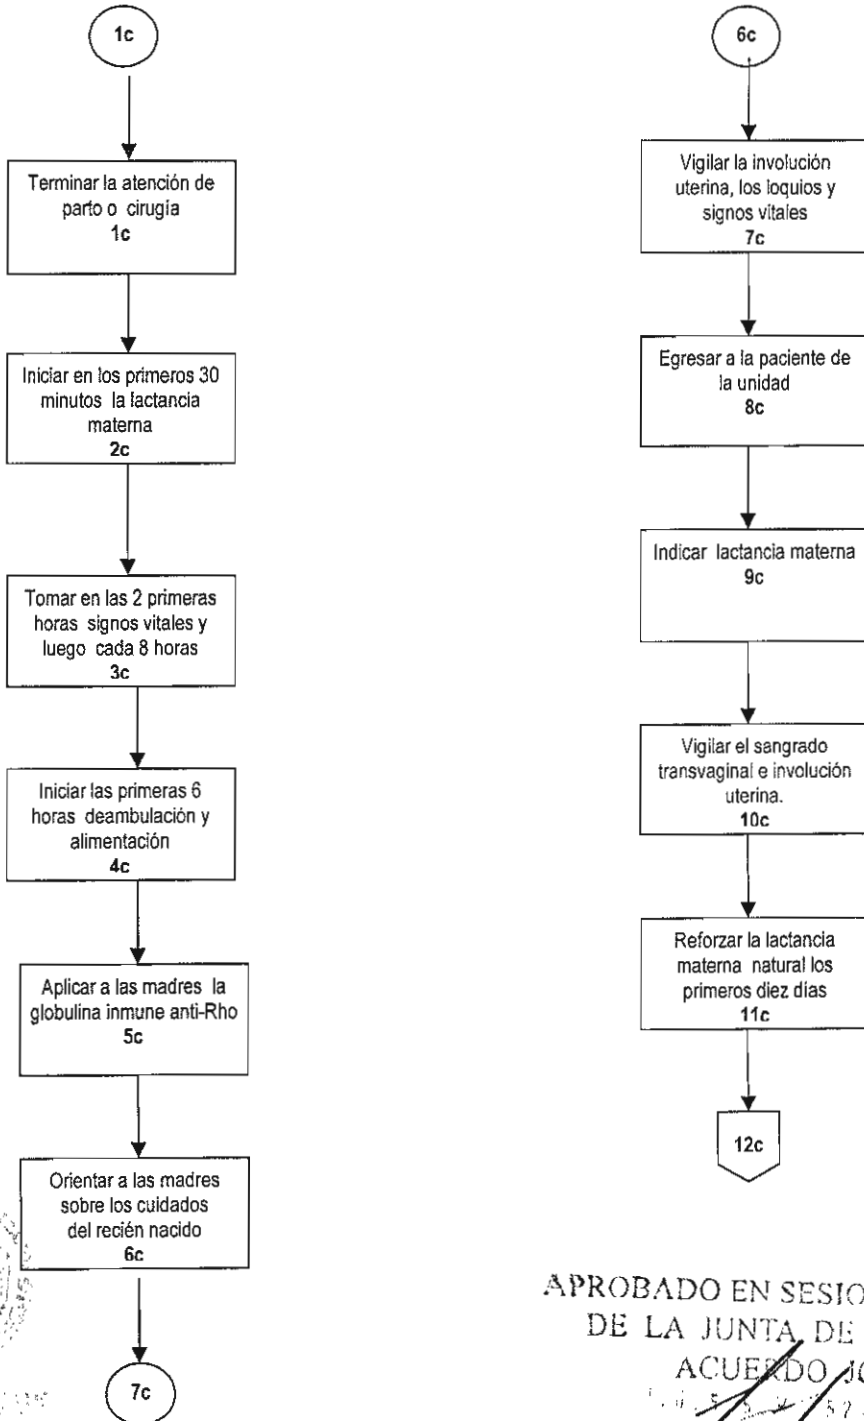 1c
Terminar la atención de
parto o cirugía
1c
Iniciar en los primeros 30
minutos la lactancia
materna
2c
Tomar en las 2 primeras
horas signos vitales y
luego cada 8 horas
3c
Iniciar las primeras 6
horas deambulación y
alimentación
4c
Aplicar a las madres la
globulina inmune anti-Rho
5c
Orientar a las madres
sobre los cuidados
del recién nacido
6c
7c
6c
Vigilar la involución
uterina, los loquios y
signos vitales
7c
Egresar a la paciente de
la unidad
8c
Indicar lactancia materna
9c
Vigilar el sangrado
transvaginal e involución
uterina.
10c
Reforzar la lactancia
materna natural los
primeros diez días
11c
12c
APROBADO EN SESIO
DE LA JUNTA DE
ACUERDO